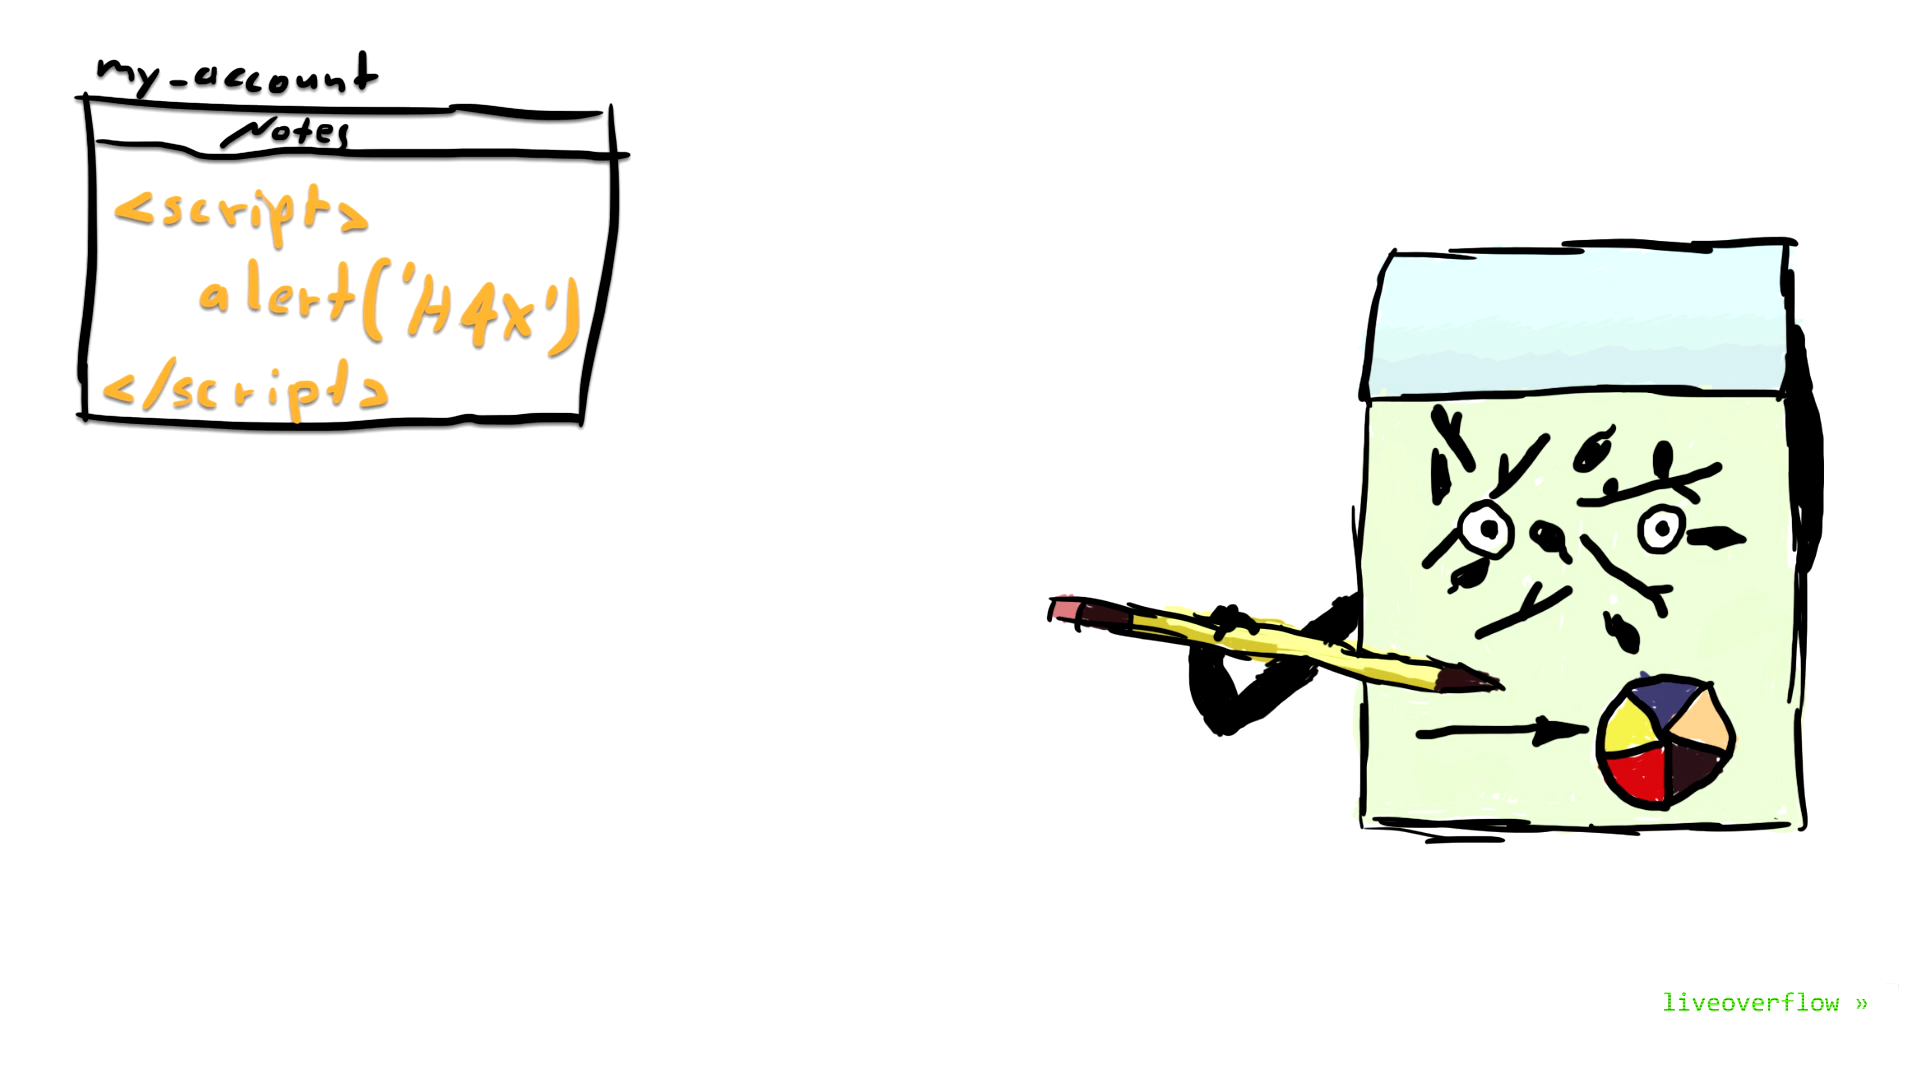 my_account
Notes
<script>
alert('H4X')
</script>
liveoverflow »